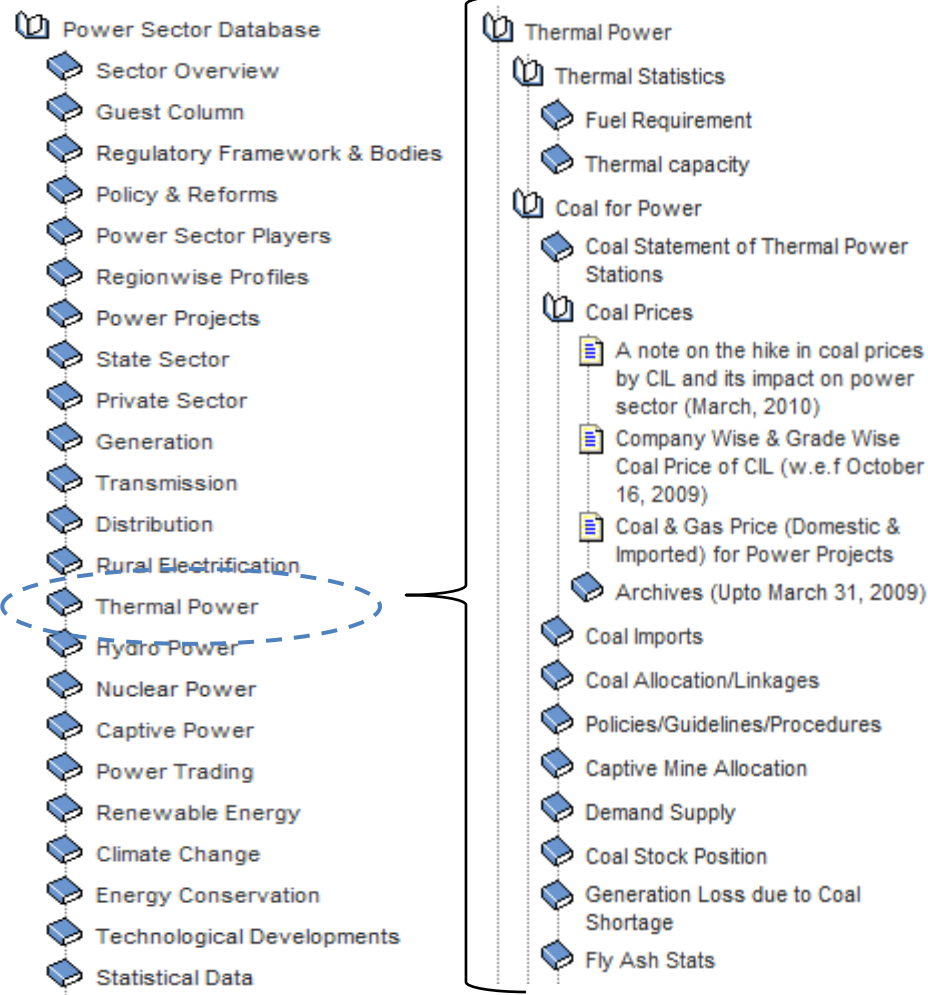 Power Sector Database
Sector Overview
Guest Column
Regulatory Framework & Bodies
Policy & Reforms
Power Sector Players
Regionwise Profiles
Power Projects
State Sector
Private Sector
Generation
Transmission
Distribution
Rural Electrification
Thermal Power
Hydro Power
Nuclear Power
Captive Power
Power Trading
Renewable Energy
Climate Change
Energy Conservation
Technological Developments
Statistical Data
Thermal Power
Thermal Statistics
Fuel Requirement
Thermal capacity
Coal for Power
Coal Statement of Thermal Power
Stations
Coal Prices
A note on the hike in coal prices
by CIL and its impact on power
sector (March, 2010)
Company Wise & Grade Wise
Coal Price of CIL (w.e.f October
16, 2009)
Coal & Gas Price (Domestic &
Imported) for Power Projects
Archives (Upto March 31, 2009)
Coal Imports
Coal Allocation/Linkages
Policies/Guidelines/Procedures
Captive Mine Allocation
Demand Supply
Coal Stock Position
Generation Loss due to Coal
Shortage
Fly Ash Stats